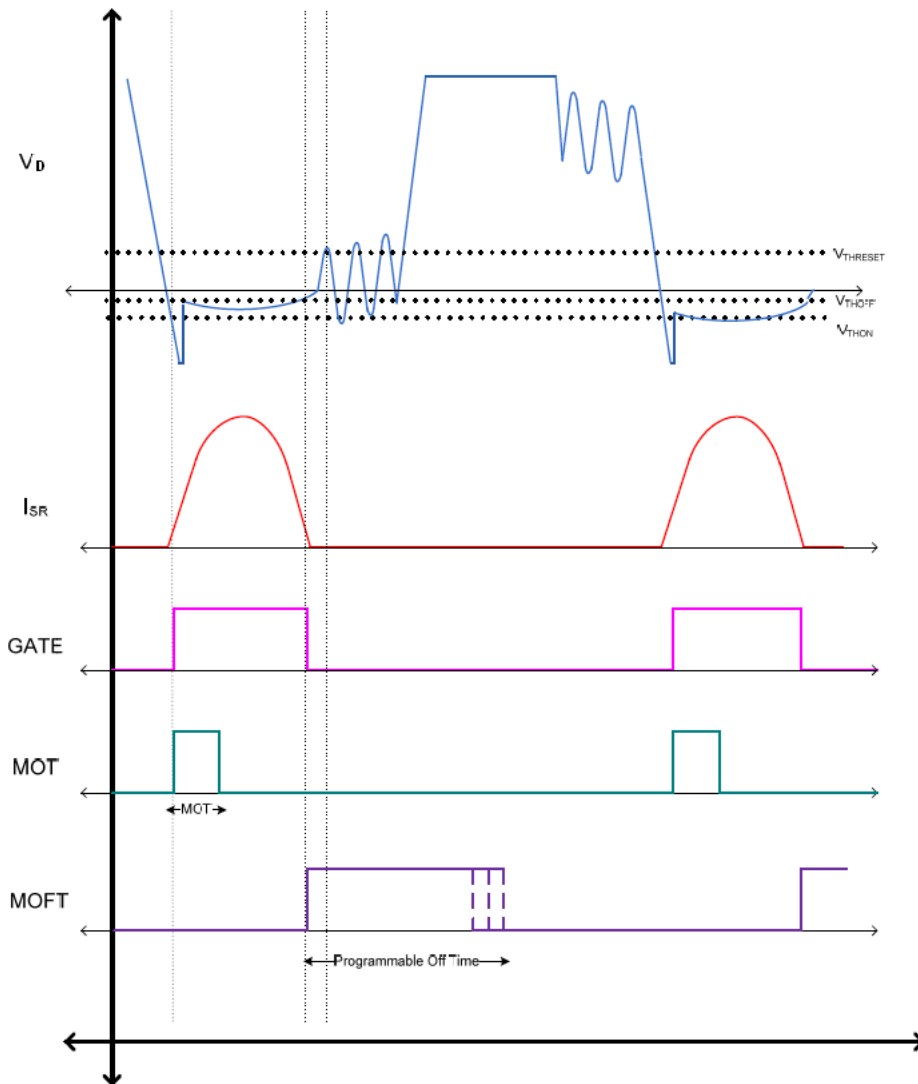 VD
VTHRESET
VTHOFF
VTHON
ISR
GATE
MOT
MOT
MOFT
Programmable Off Time